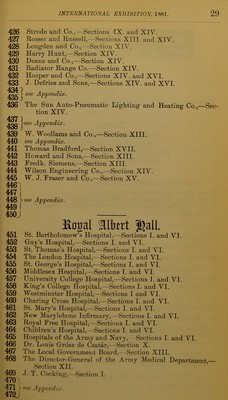 INTERNATIONAL EXHIBITION, 1881. 29
426 Strode and Co.,—Sections IX. and XIV.
427 Rosser and Russell,—Sections XIII. and XIV.
428 Longden and Co.,—Section XIV.
429 Harry Hunt,—Section XIV.
430 Deane and Co.,—Section XIV.
431 Radiator Range Co.—Section XIV.
432 Hooper and Co.,—Sections XIV. and XVI.
433 J. Defries and Sons,—Sections XIV. and XVI.
434
435 see Appendix.
436 The Sun Auto-Pneumatic Lighting and Heating Co.,—Section XIV.
437
438 see Appendix.
439 W. Woollams and Co.,—Section XIII.
440 see Appendix.
441 Thomas Bradford,—Section XVII.
442 Howard and Sons,—Section XIII.
443 Fredk. Siemens,—Section XIII.
444 Wilson Engineering Co.,—Section XIV.
445 W. J. Fraser and Co.,—Section XV.
446
447
448 see Appendix.
449
450
Royal Albert Hall.
451 St. Bartholomew's Hospital,—Sections I. and VI.
452 Guy's Hospital,—Sections I. and VI.
453 St. Thomas's Hospital,—Sections I. and VI.
454 The London Hospital,—Sections I. and VI.
455 St. George's Hospital,—Sections I. and VI.
456 Middlesex Hospital,—Sections I. and VI.
457 University College Hospital,—Sections I. and VI.
458 King's College Hospital,—Sections I. and VI.
459 Westminster Hospital,—Sections I. and VI.
460 Charing Cross Hospital,—Sections I. and VI.
461 St. Mary's Hospital,—Sections I. and VI.
462 New Marylebone Infirmary,—Sections I. and VI.
463 Royal Free Hospital,—Sections I. and VI.
464 Children's Hospital,—Sections I. and VI.
465 Hospitals of the Army and Navy,—Sections I. and VI.
466 Dr. Louis Gréus de Castér,—Section X.
467 The Local Government Board,—Section XIII.
468 The Director-General of the Army Medical Department,—
Section XII.
469 J. T. Cocking,—Section I.
470
471 see Appendix.
472